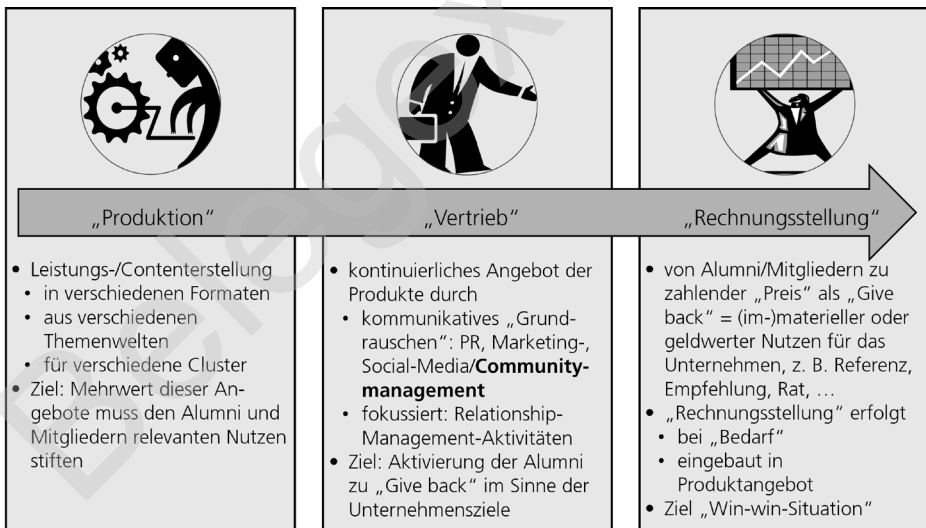 „Produktion“
• Leistungs-/Contenterstellung
• in verschiedenen Formaten
• aus verschiedenen
Themenwelten
• für verschiedene Cluster
• Ziel: Mehrwert dieser An-
gebote muss den Alumni und
Mitgliedern relevanten Nutzen
stiften
„Vertrieb“
• kontinuierliches Angebot der
Produkte durch
• kommunikatives „Grund-
rauschen“: PR, Marketing-,
Social-Media/Community-
management
• fokussiert: Relationship-
Management-Aktivitäten
• Ziel: Aktivierung der Alumni
zu „Give back“ im Sinne der
Unternehmensziele
„Rechnungsstellung“
• von Alumni/Mitgliedern zu
zahlender „Preis“ als „Give
back“ = (im-)materieller oder
geldwerter Nutzen für das
Unternehmen, z. B. Referenz,
Empfehlung, Rat, …
• „Rechnungsstellung“ erfolgt
• bei „Bedarf“
• eingebaut in
Produktangebot
• Ziel „Win-win-Situation“